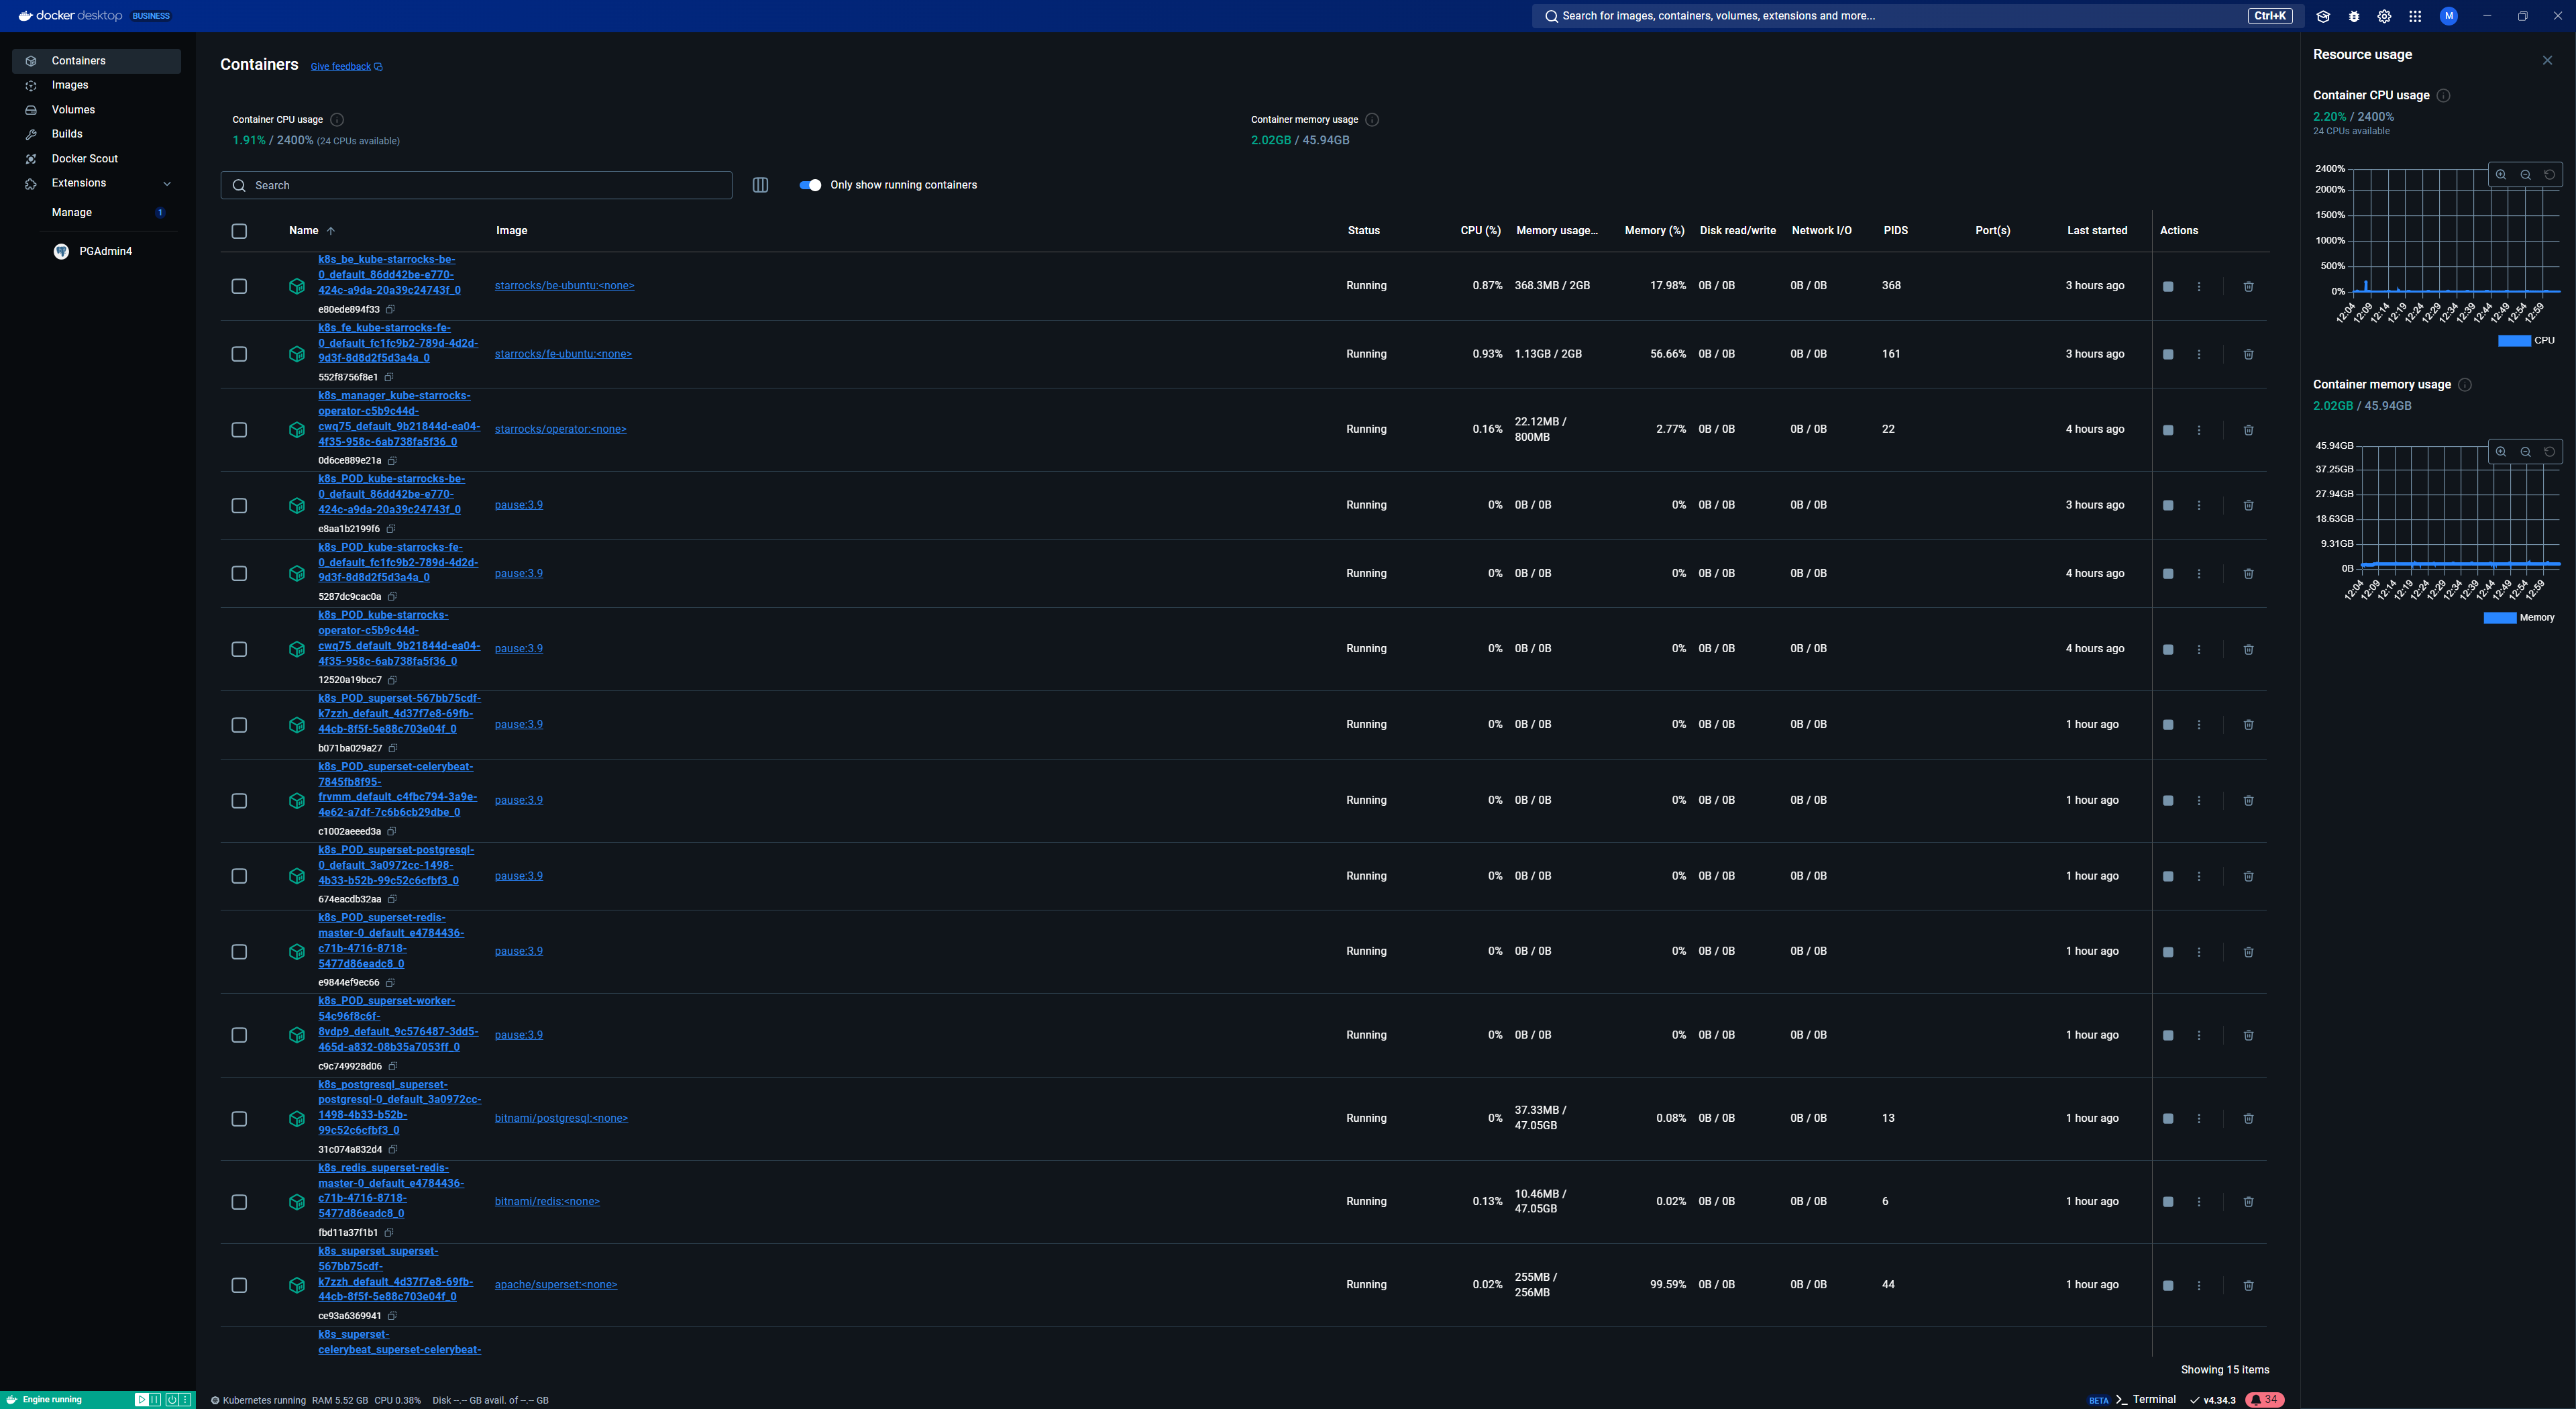 docker desktop BUSINESS
Search for images, containers, volumes, extensions and more... Ctrl+K
M
Containers
Images
Volumes
Builds
Docker Scout
Extensions
Manage 1
PGAdmin4
Containers Give feedback
Container CPU usage
1.91% / 2400% (24 CPUs available)
Container memory usage
2.02GB / 45.94GB
Search
Only show running containers
Name Image Status CPU (%) Memory usage... Memory (%) Disk read/write Network I/O PIDS Port(s) Last started Actions
k8s_be_kube-starrocks-be-
0_default_86dd42be-e770-
424c-a9da-20a39c24743f_0
e80ede894f33
starrocks/be-ubuntu:<none> Running 0.87% 368.3MB / 2GB 17.98% 0B / 0B 0B / 0B 368 3 hours ago
k8s_fe_kube-starrocks-fe-
0_default_fc1fc9b2-789d-4d2d-
9d3f-8d8d2f5d3a4a_0
552f8756f8e1
starrocks/fe-ubuntu:<none> Running 0.93% 1.13GB / 2GB 56.66% 0B / 0B 0B / 0B 161 3 hours ago
k8s_manager_kube-starrocks-
operator-c5b9c44d-
cwq75_default_9b21844d-ea04-
4f35-958c-6ab738fa5f36_0
0d6ce889e21a
starrocks/operator:<none> Running 0.16% 22.12MB /
800MB
2.77% 0B / 0B 0B / 0B 22 4 hours ago
k8s_POD_kube-starrocks-be-
0_default_86dd42be-e770-
424c-a9da-20a39c24743f_0
e8aa1b2199f6
pause:3.9 Running 0% 0B / 0B 0% 0B / 0B 0B / 0B 3 hours ago
k8s_POD_kube-starrocks-fe-
0_default_fc1fc9b2-789d-4d2d-
9d3f-8d8d2f5d3a4a_0
5287dc9cac0a
pause:3.9 Running 0% 0B / 0B 0% 0B / 0B 0B / 0B 4 hours ago
k8s_POD_kube-starrocks-
operator-c5b9c44d-
cwq75_default_9b21844d-ea04-
4f35-958c-6ab738fa5f36_0
12520a19bcc7
pause:3.9 Running 0% 0B / 0B 0% 0B / 0B 0B / 0B 4 hours ago
k8s_POD_superset-567bb75cdf-
k7zzh_default_4d37f7e8-69fb-
44cb-8f5f-5e88c703e04f_0
b071ba029a27
pause:3.9 Running 0% 0B / 0B 0% 0B / 0B 0B / 0B 1 hour ago
k8s_POD_superset-celerybeat-
7845fb8f95-
frvmm_default_c4fbc794-3a9e-
4e62-a7df-7c6b6cb29dbe_0
c1002aeeed3a
pause:3.9 Running 0% 0B / 0B 0% 0B / 0B 0B / 0B 1 hour ago
k8s_POD_superset-postgresql-
0_default_3a0972cc-1498-
4b33-b52b-99c52c6cfbf3_0
674eacdb32aa
pause:3.9 Running 0% 0B / 0B 0% 0B / 0B 0B / 0B 1 hour ago
k8s_POD_superset-redis-
master-0_default_e4784436-
c71b-4716-8718-
5477d86eadc8_0
e9844ef9ec66
pause:3.9 Running 0% 0B / 0B 0% 0B / 0B 0B / 0B 1 hour ago
k8s_POD_superset-worker-
54c96f8c6f-
8vdp9_default_9c576487-3dd5-
465d-a832-08b35a7053ff_0
c9c749928d06
pause:3.9 Running 0% 0B / 0B 0% 0B / 0B 0B / 0B 1 hour ago
k8s_postgresql_superset-
postgresql-0_default_3a0972cc-
1498-4b33-b52b-
99c52c6cfbf3_0
31c074a832d4
bitnami/postgresql:<none> Running 0% 37.33MB /
47.05GB
0.08% 0B / 0B 0B / 0B 13 1 hour ago
k8s_redis_superset-redis-
master-0_default_e4784436-
c71b-4716-8718-
5477d86eadc8_0
fbd11a37f1b1
bitnami/redis:<none> Running 0.13% 10.46MB /
47.05GB
0.02% 0B / 0B 0B / 0B 6 1 hour ago
k8s_superset_superset-
567bb75cdf-
k7zzh_default_4d37f7e8-69fb-
44cb-8f5f-5e88c703e04f_0
ce93a6369941
apache/superset:<none> Running 0.02% 255MB /
256MB
99.59% 0B / 0B 0B / 0B 44 1 hour ago
k8s_superset-
celerybeat_superset-celerybeat-
Showing 15 items
Resource usage
Container CPU usage
2.20% / 2400%
24 CPUs available
2400%
2000%
1500%
1000%
500%
0%
12:04 12:09 12:14 12:19 12:24 12:29 12:34 12:39 12:44 12:49 12:54 12:59
CPU
Container memory usage
2.02GB / 45.94GB
45.94GB
37.25GB
27.94GB
18.63GB
9.31GB
0B
12:04 12:09 12:14 12:19 12:24 12:29 12:34 12:39 12:44 12:49 12:54 12:59
Memory
Engine running
Kubernetes running RAM 5.52 GB CPU 0.38% Disk --.-- GB avail. of --.-- GB
BETA >_ Terminal v4.34.3 34